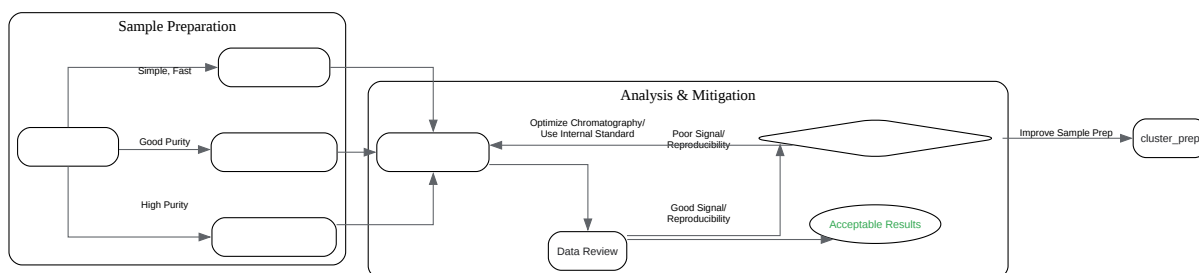 Sample Preparation
Simple, Fast
Good Purity
High Purity
Analysis & Mitigation
Optimize Chromatography/
Use Internal Standard
Poor Signal/
Reproducibility
Good Signal/
Reproducibility
Data Review
Acceptable Results
Improve Sample Prep
cluster_prep